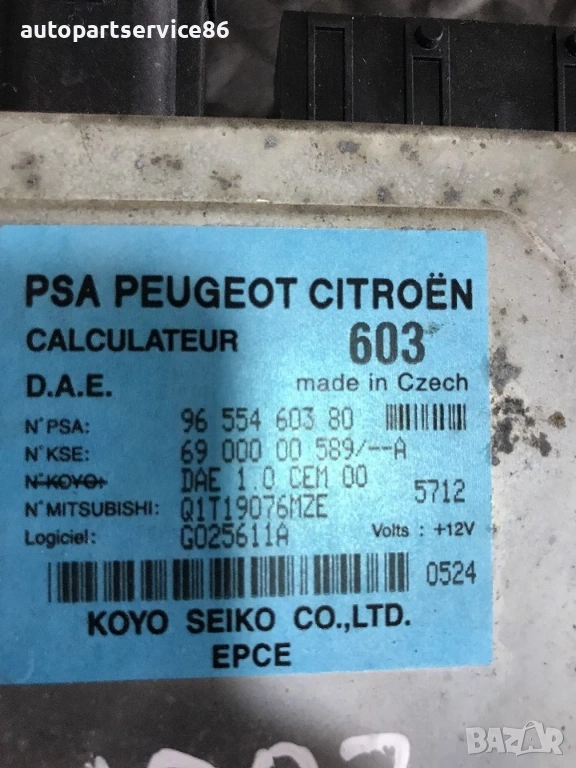 autopartservice86
PSA PEUGEOT CITROËN
CALCULATEUR 603
D.A.E. made in Czech
N°PSA: 96 554 603 80
N°KSE: 69 000 00 589/--A
N°KOYO: DAE 1.0 CEM 00
5712
N°MITSUBISHI: Q1T19076MZE
Logiciel: G025611A Volts : +12V
0524
KOYO SEIKO CO.,LTD.
EPCE
BAZAR